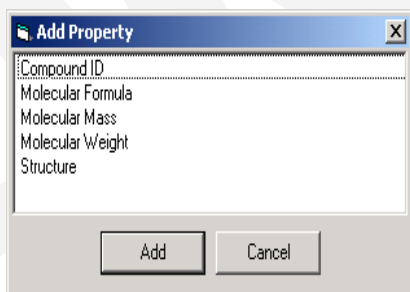 Add Property
Compound ID
Molecular Formula
Molecular Mass
Molecular Weight
Structure
Add
Cancel